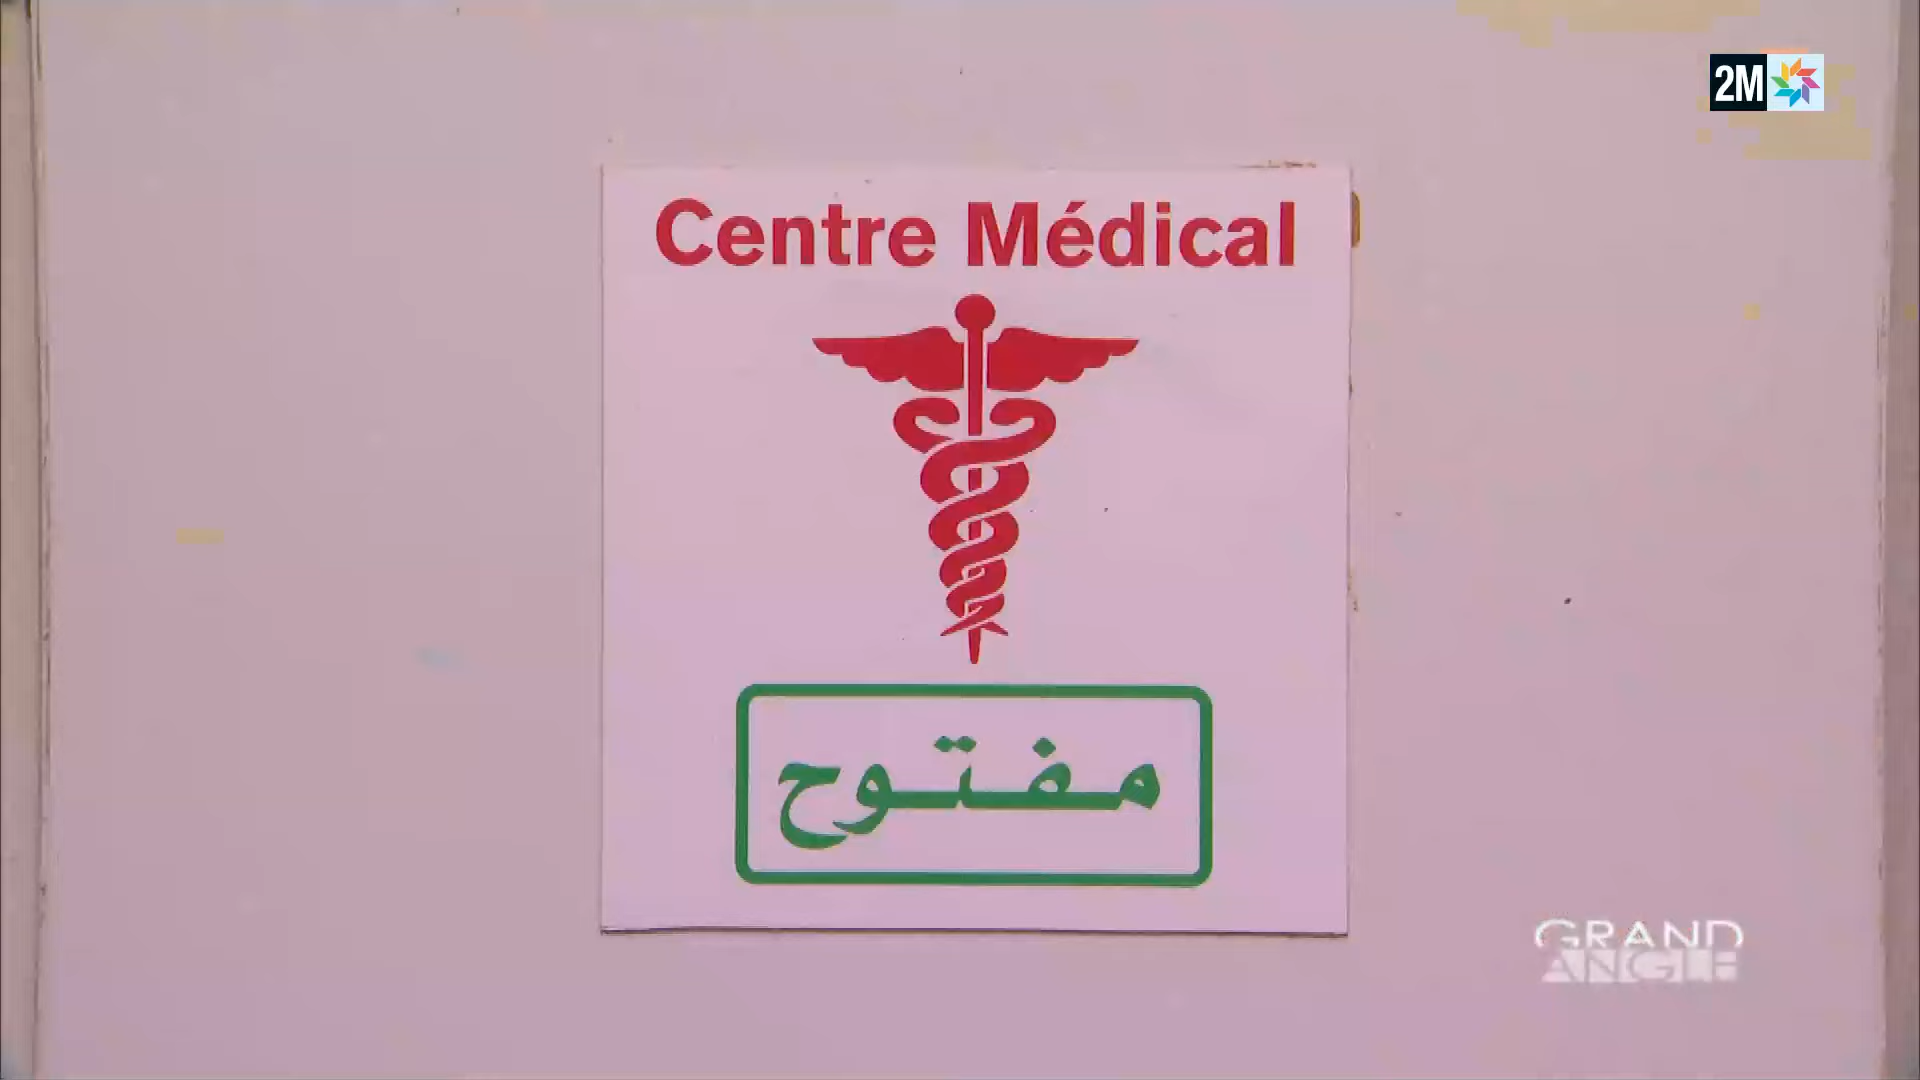 2M
Centre Médical
مفتوح
GRAND
ANGLE